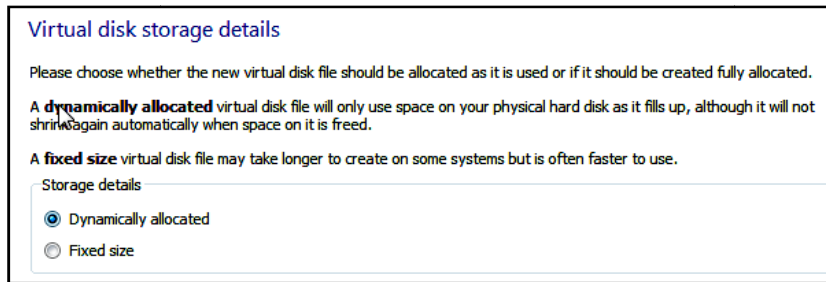 Virtual disk storage details
Please choose whether the new virtual disk file should be allocated as it is used or if it should be created fully allocated.
A dynamically allocated virtual disk file will only use space on your physical hard disk as it fills up, although it will not
shrink again automatically when space on it is freed.
A fixed size virtual disk file may take longer to create on some systems but is often faster to use.
Storage details
Dynamically allocated
Fixed size